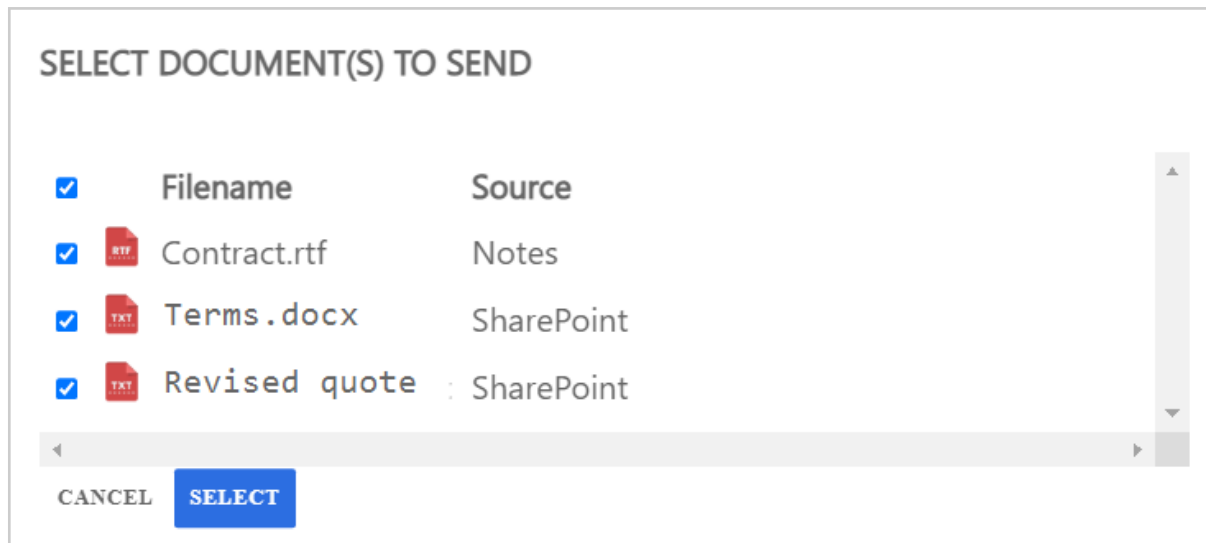 SELECT DOCUMENT(S) TO SEND
Filename Source
RTF Contract.rtf Notes
TXT Terms.docx SharePoint
TXT Revised quote : SharePoint
CANCEL SELECT